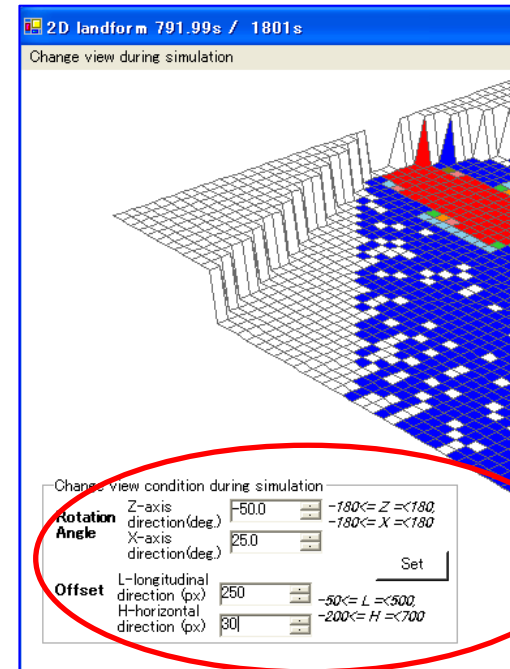 2D landform 791.99s / 1801s
Change view during simulation
Change view condition during simulation
Rotation Angle
Z-axis direction(deg.) -50.0 -180<= Z =<180,
X-axis direction(deg.) 25.0 -180<= X =<180
Set
Offset
L-longitudinal direction (px) 250 -50<= L =<500,
H-horizontal direction (px) 30 -200<= H =<700